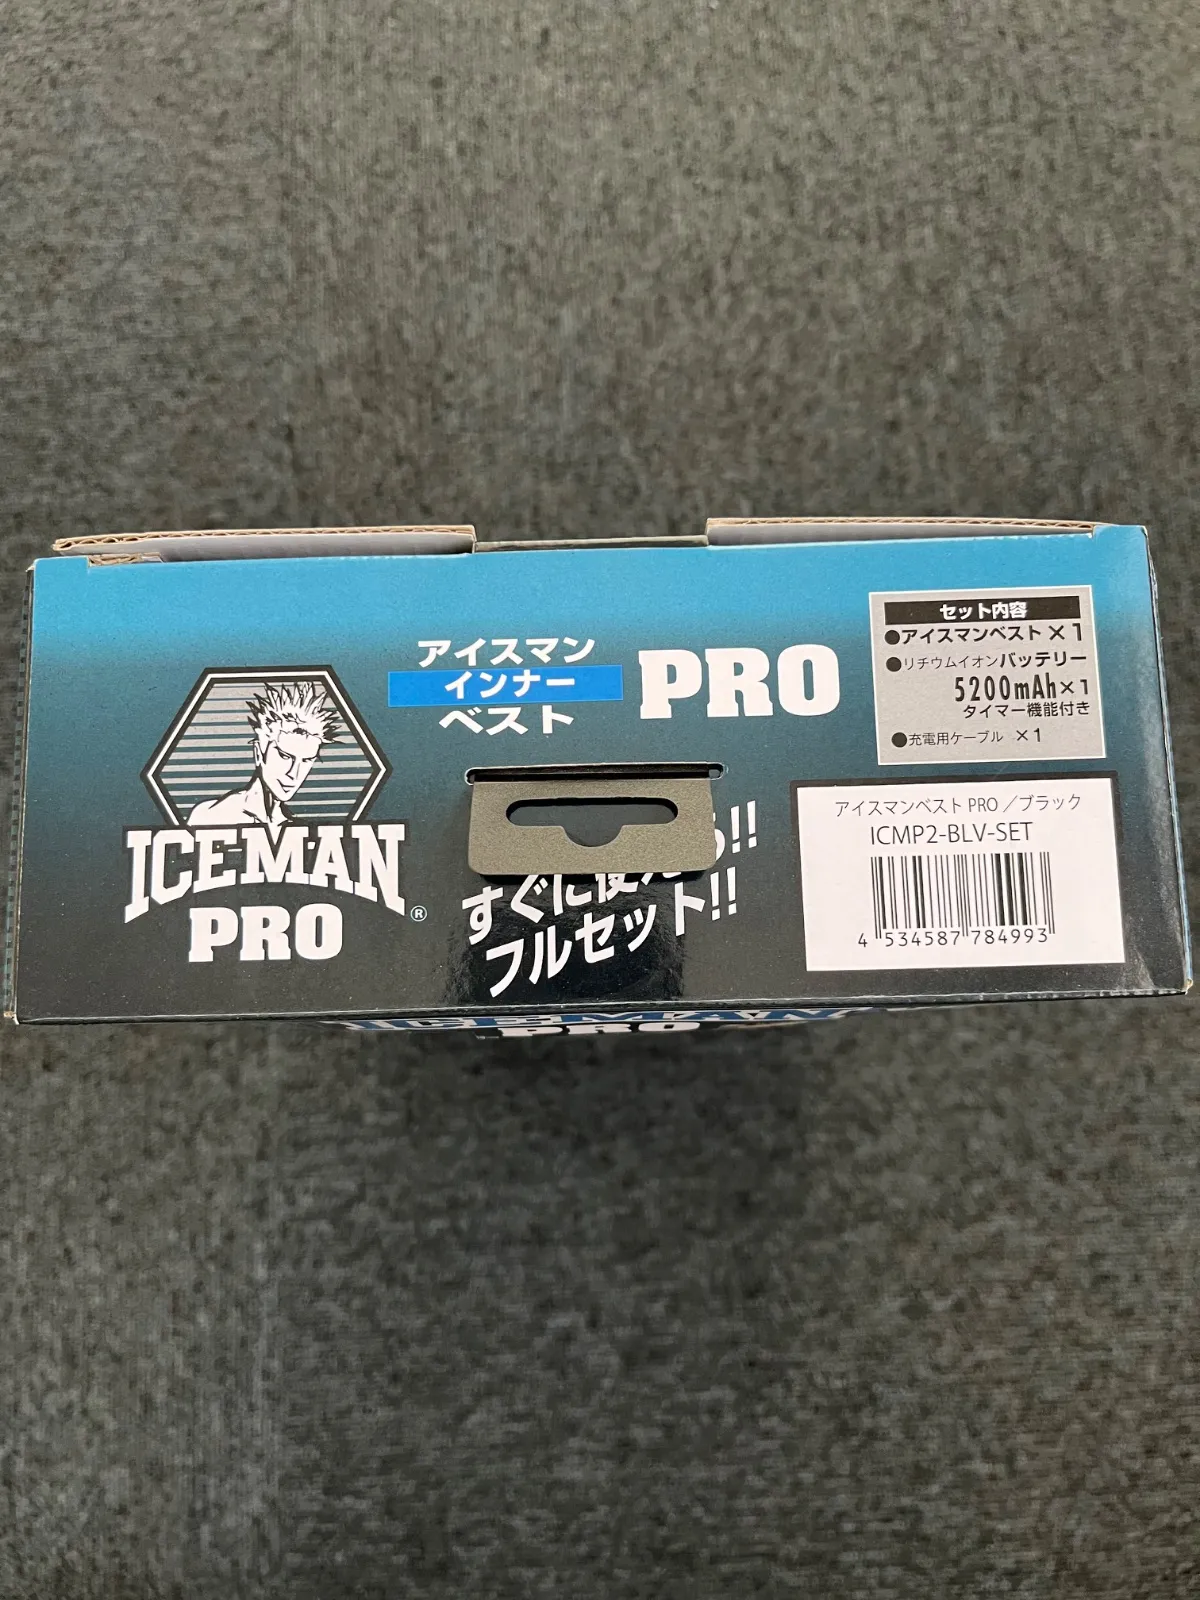 アイスマン
インナー
ベスト
PRO
ICEMAN
PRO
®
すぐに使え
!!
フルセット!!
セット内容
●アイスマンベスト×1
●リチウムイオンバッテリー
5200mAh×1
タイマー機能付き
●充電用ケーブル ×1
アイスマンベスト PRO/ブラック
ICMP2-BLV-SET
4 534587 784993
ICEMAN
PRO